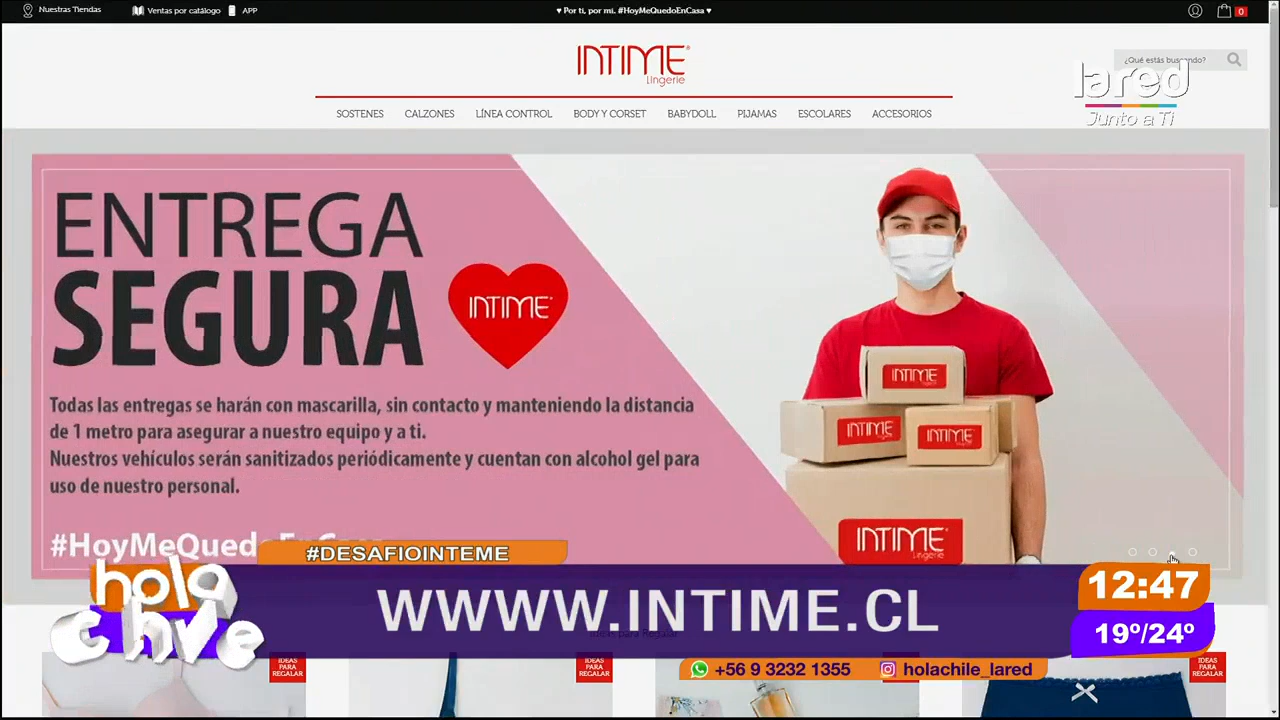 Nuestras Tiendas
Ventas por catálogo
APP
♥ Por ti, por mi. #HoyMeQuedoEnCasa ♥
0
INTIME
Lingerie
¿Qué estás buscando?
lared
Junto a Ti
SOSTENES CALZONES LÍNEA CONTROL BODY Y CORSET BABYDOLL PIJAMAS ESCOLARES ACCESORIOS
ENTREGA
SEGURA
INTIME
Todas las entregas se harán con mascarilla, sin contacto y manteniendo la distancia
de 1 metro para asegurar a nuestro equipo y a ti.
Nuestros vehículos serán sanitizados periódicamente y cuentan con alcohol gel para
uso de nuestro personal.
INTIME
INTIME
INTIME
INTIME
Lingerie
#HoyMeQuedoEnCasa
#DESAFIOINTEME
hola
chve
WWWW.INTIME.CL
12:47
19º/24º
Ideas para Regalar
IDEAS
PARA
REGALAR
IDEAS
PARA
REGALAR
IDEAS
PARA
REGALAR
+56 9 3232 1355
holachile_lared